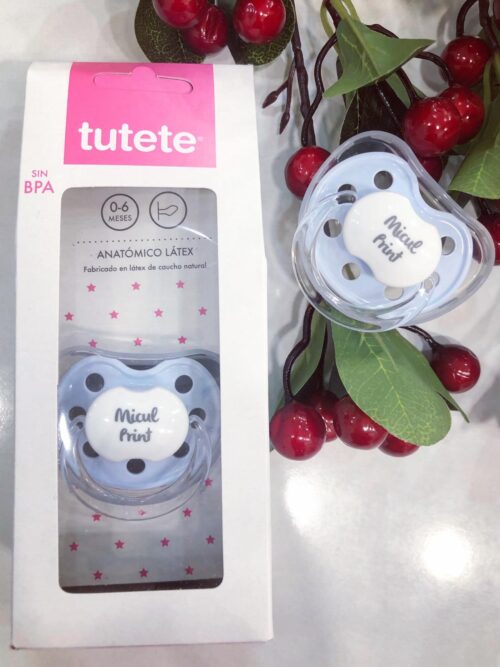 tutete®
SIN
BPA
0-6
MESES
ANATÓMICO LÁTEX
Fabricado en látex de caucho natural
Micul
Print
Micul
Print